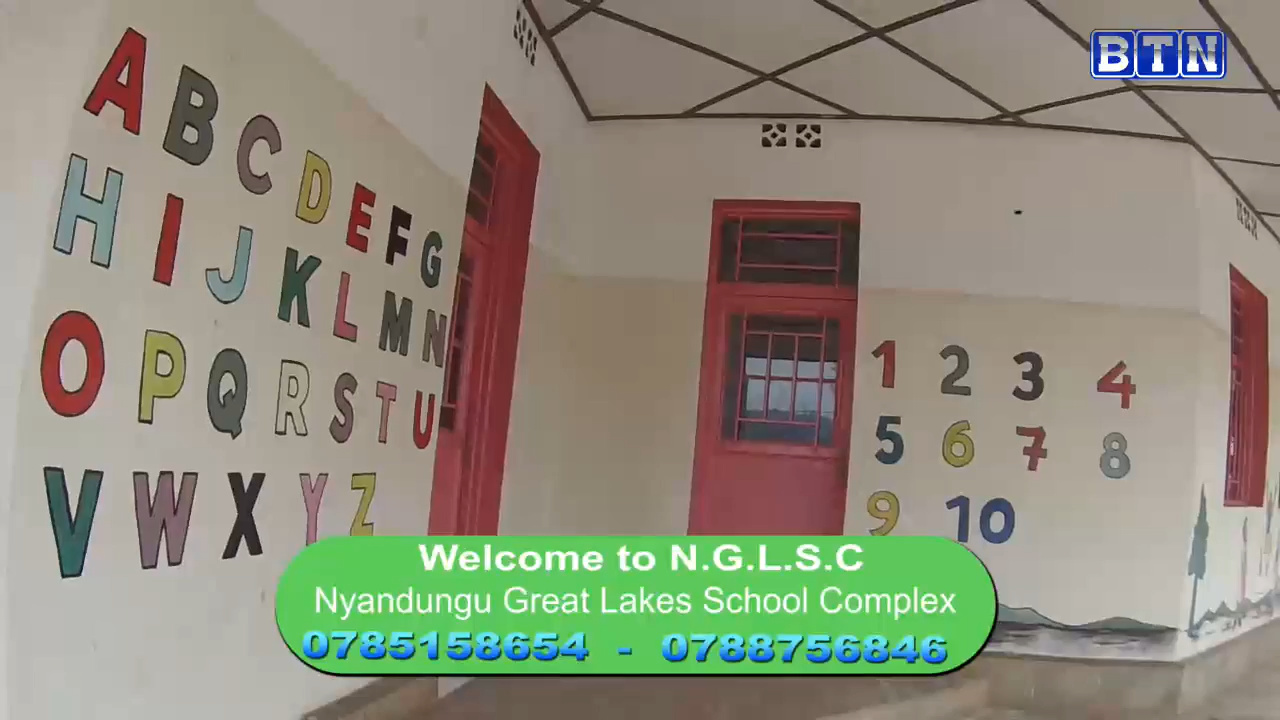 BTN
A B C D E F G
H I J K L M N
O P Q R S T U
V W X Y Z
1 2 3 4
5 6 7 8
9 10
Welcome to N.G.L.S.C
Nyandungu Great Lakes School Complex
0785158654 - 0788756846